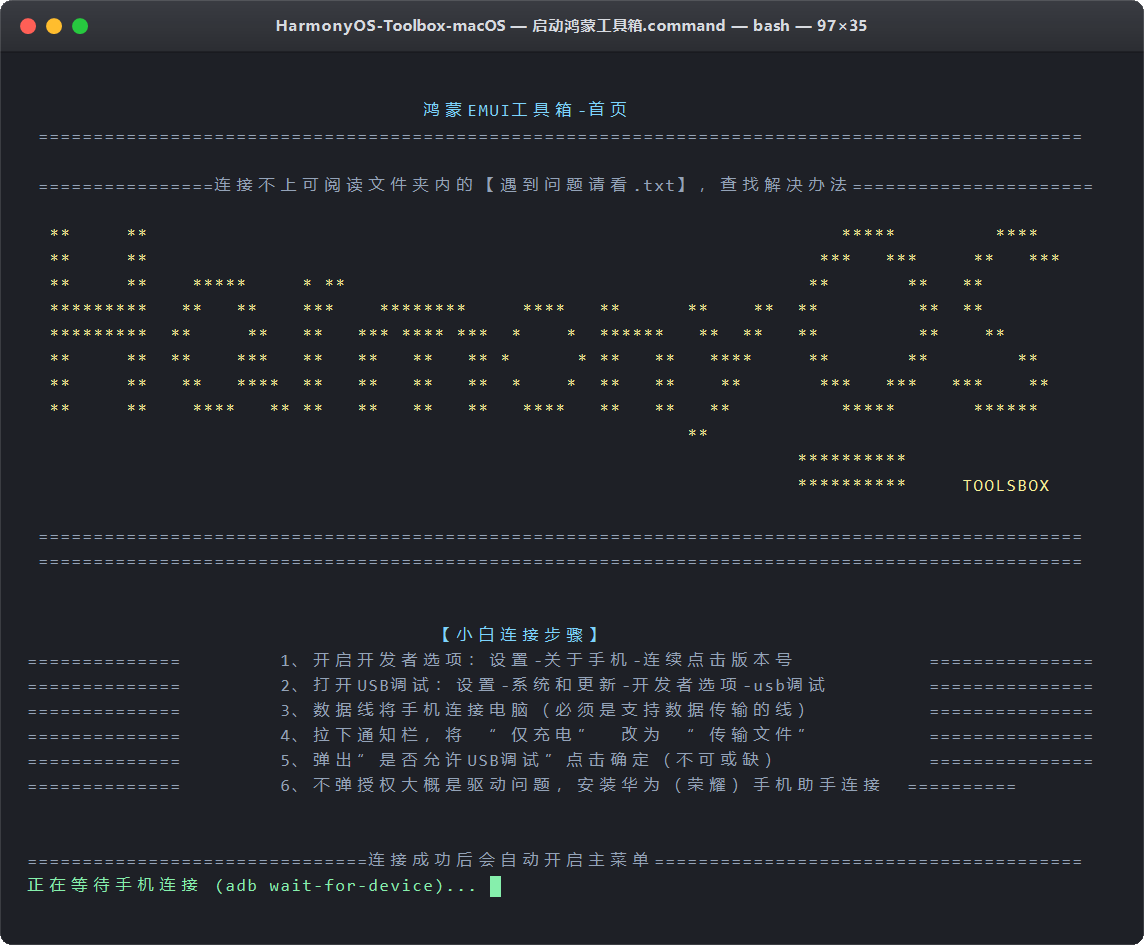 HarmonyOS-Toolbox-macOS — 启动鸿蒙工具箱.command — bash — 97×35
鸿蒙EMUI工具箱-首页
===============================================================================================
================连接不上可阅读文件夹内的【遇到问题请看.txt】, 查找解决办法======================
**     **                                                               *****         ****
**     **                                                             ***   ***     **   ***
**     **    *****     * **                                          **       **   **
*********   **   **    ***    ********     ****   **      **    **  **         **  **
*********  **     **   **   *** **** ***  *    *  ******   **  **   **         **    **
**     **  **    ***   **   **   **   ** *      * **   **   ****     **       **        **
**     **   **   ****  **   **   **   **  *    *  **   **    **       ***   ***   ***    **
**     **    ****   ** **   **   **   **   ****   **   **   **          *****       ******
**
**********
**********     TOOLSBOX
===============================================================================================
===============================================================================================
【小白连接步骤】
==============         1、开启开发者选项: 设置-关于手机-连续点击版本号            ===============
==============         2、打开USB调试: 设置-系统和更新-开发者选项-usb调试         ===============
==============         3、数据线将手机连接电脑 (必须是支持数据传输的线)           ===============
==============         4、拉下通知栏, 将 “仅充电” 改为 “传输文件”           ===============
==============         5、弹出”是否允许USB调试”点击确定 (不可或缺)              ===============
==============         6、不弹授权大概是驱动问题, 安装华为 (荣耀) 手机助手连接  ==========
===============================连接成功后会自动开启主菜单=======================================
正在等待手机连接 (adb wait-for-device)...